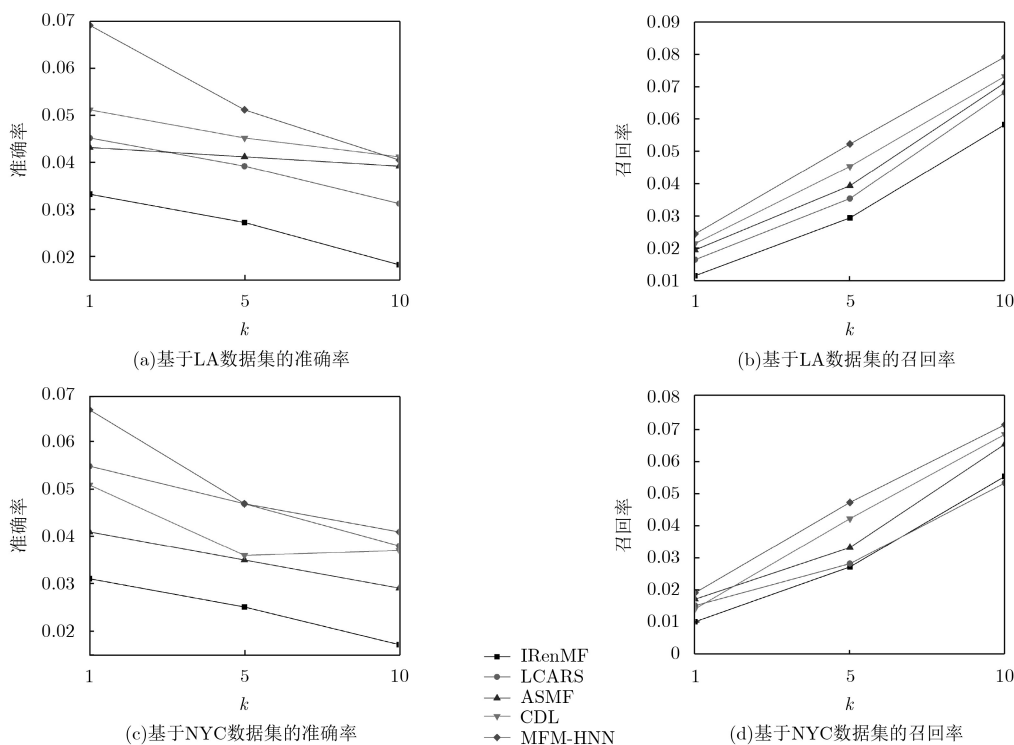 0.07
0.06
0.05
0.04
0.03
0.02
准确率
1 5 10
k
(a)基于LA数据集的准确率
0.09
0.08
0.07
0.06
0.05
0.04
0.03
0.02
0.01
召回率
1 5 10
k
(b)基于LA数据集的召回率
0.07
0.06
0.05
0.04
0.03
0.02
准确率
1 5 10
k
(c)基于NYC数据集的准确率
IRenMF
LCARS
ASMF
CDL
MFM-HNN
0.08
0.07
0.06
0.05
0.04
0.03
0.02
0.01
0
召回率
1 5 10
k
(d)基于NYC数据集的召回率